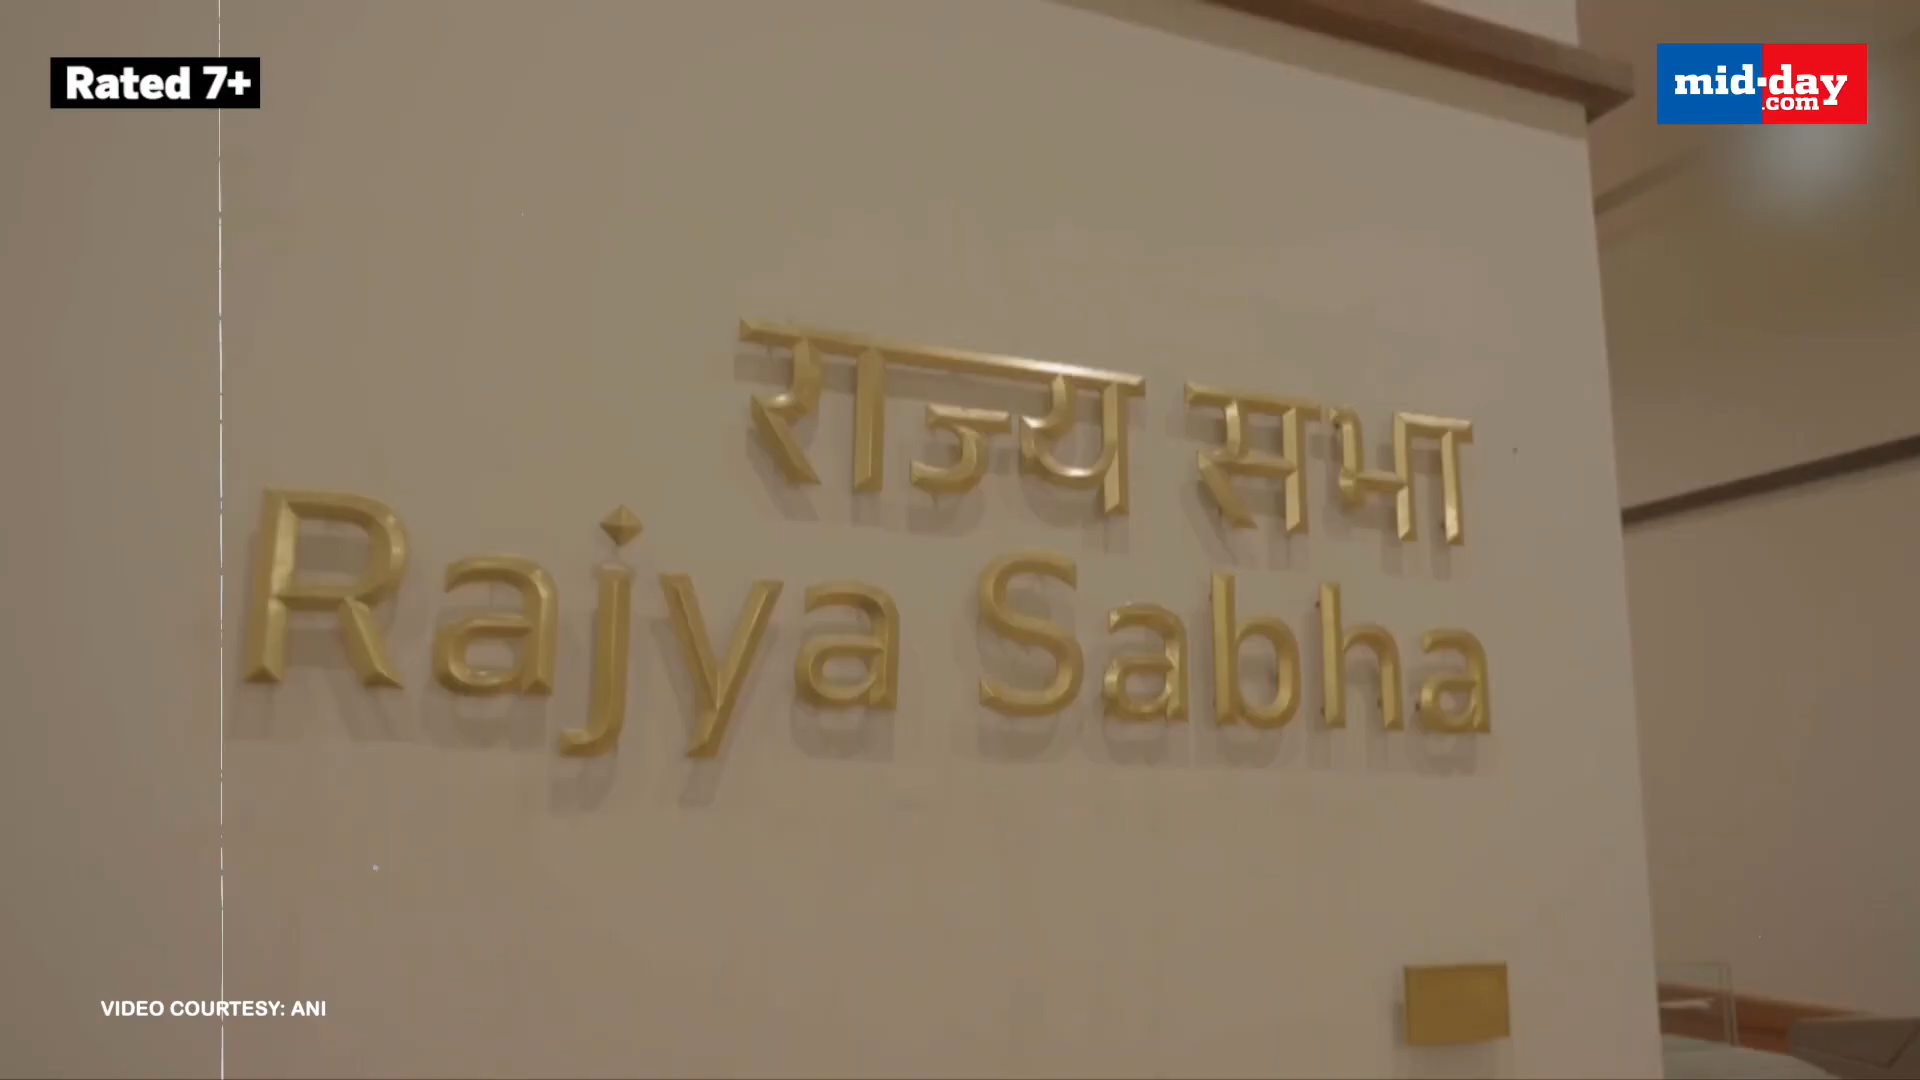 Rated 7+
mid-day
.com
राज्य सभा
Rajya Sabha
VIDEO COURTESY: ANI